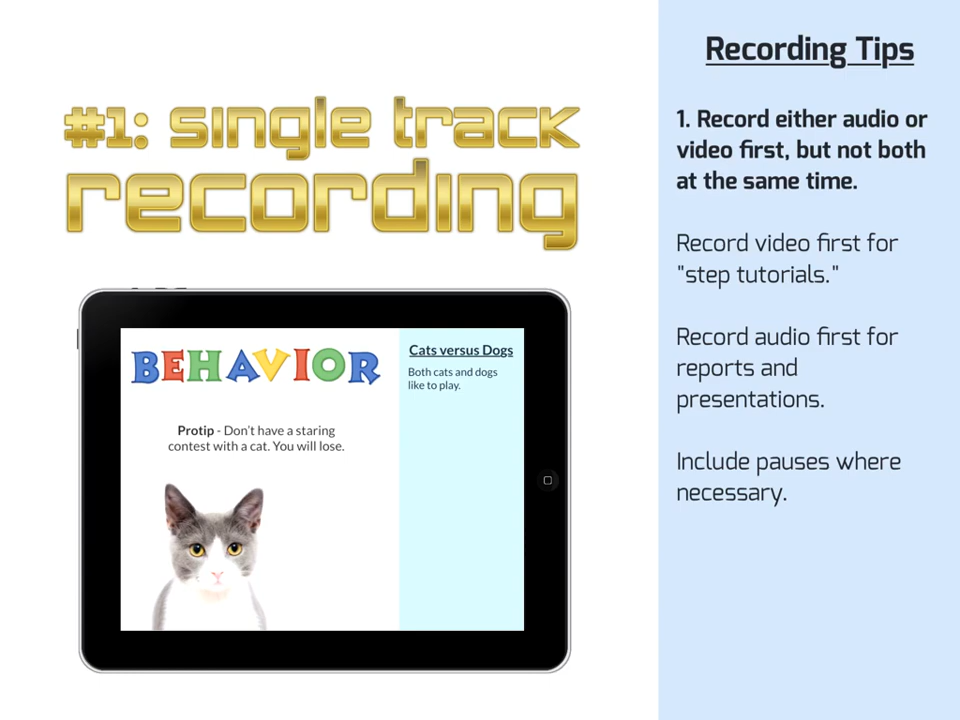 #1: single track
recording
BEHAVIOR
Protip - Don't have a staring
contest with a cat. You will lose.
Cats versus Dogs
Both cats and dogs
like to play.
Recording Tips
1. Record either audio or
video first, but not both
at the same time.
Record video first for
"step tutorials."
Record audio first for
reports and
presentations.
Include pauses where
necessary.